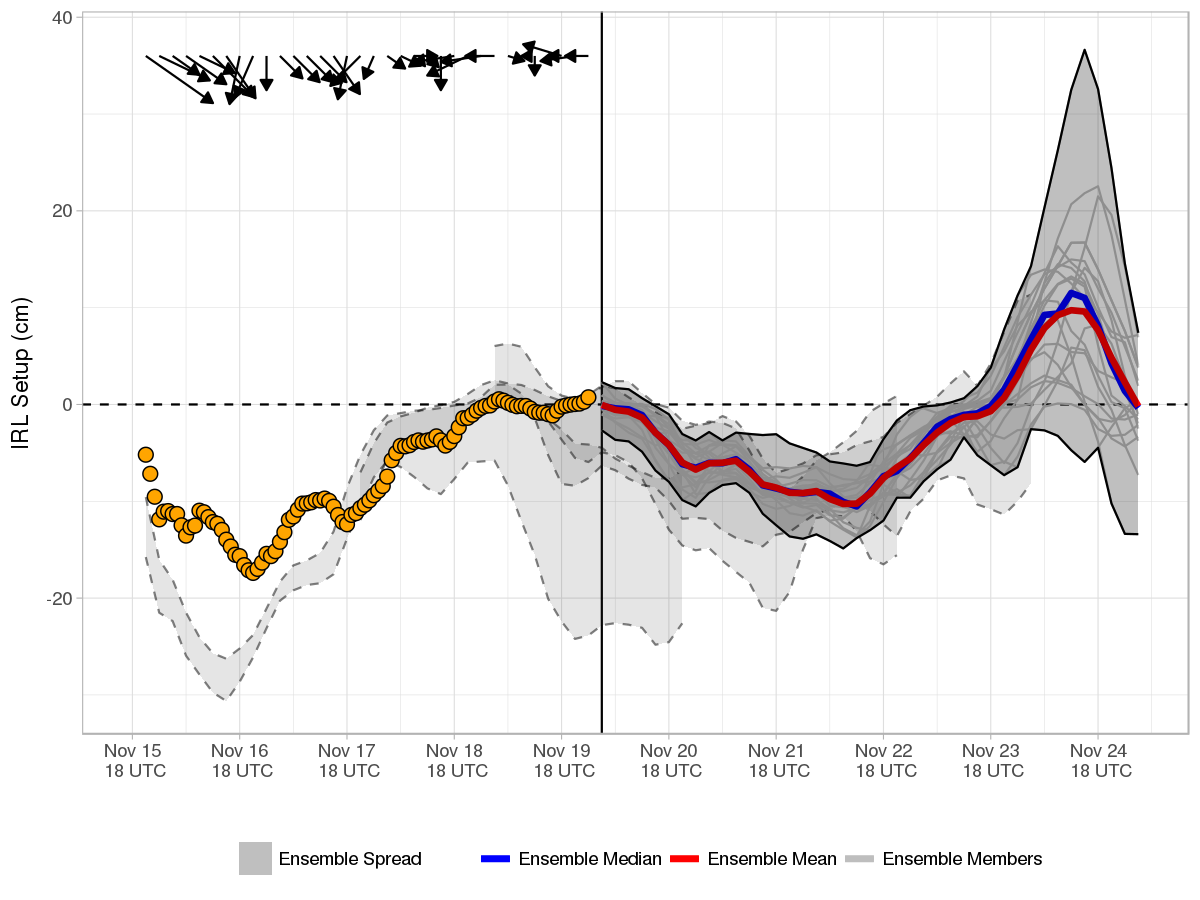 IRL Setup (cm)
40
20
0
-20
Nov 15 Nov 16 Nov 17 Nov 18 Nov 19 Nov 20 Nov 21 Nov 22 Nov 23 Nov 24
18 UTC 18 UTC 18 UTC 18 UTC 18 UTC 18 UTC 18 UTC 18 UTC 18 UTC 18 UTC
Ensemble Spread Ensemble Median Ensemble Mean Ensemble Members